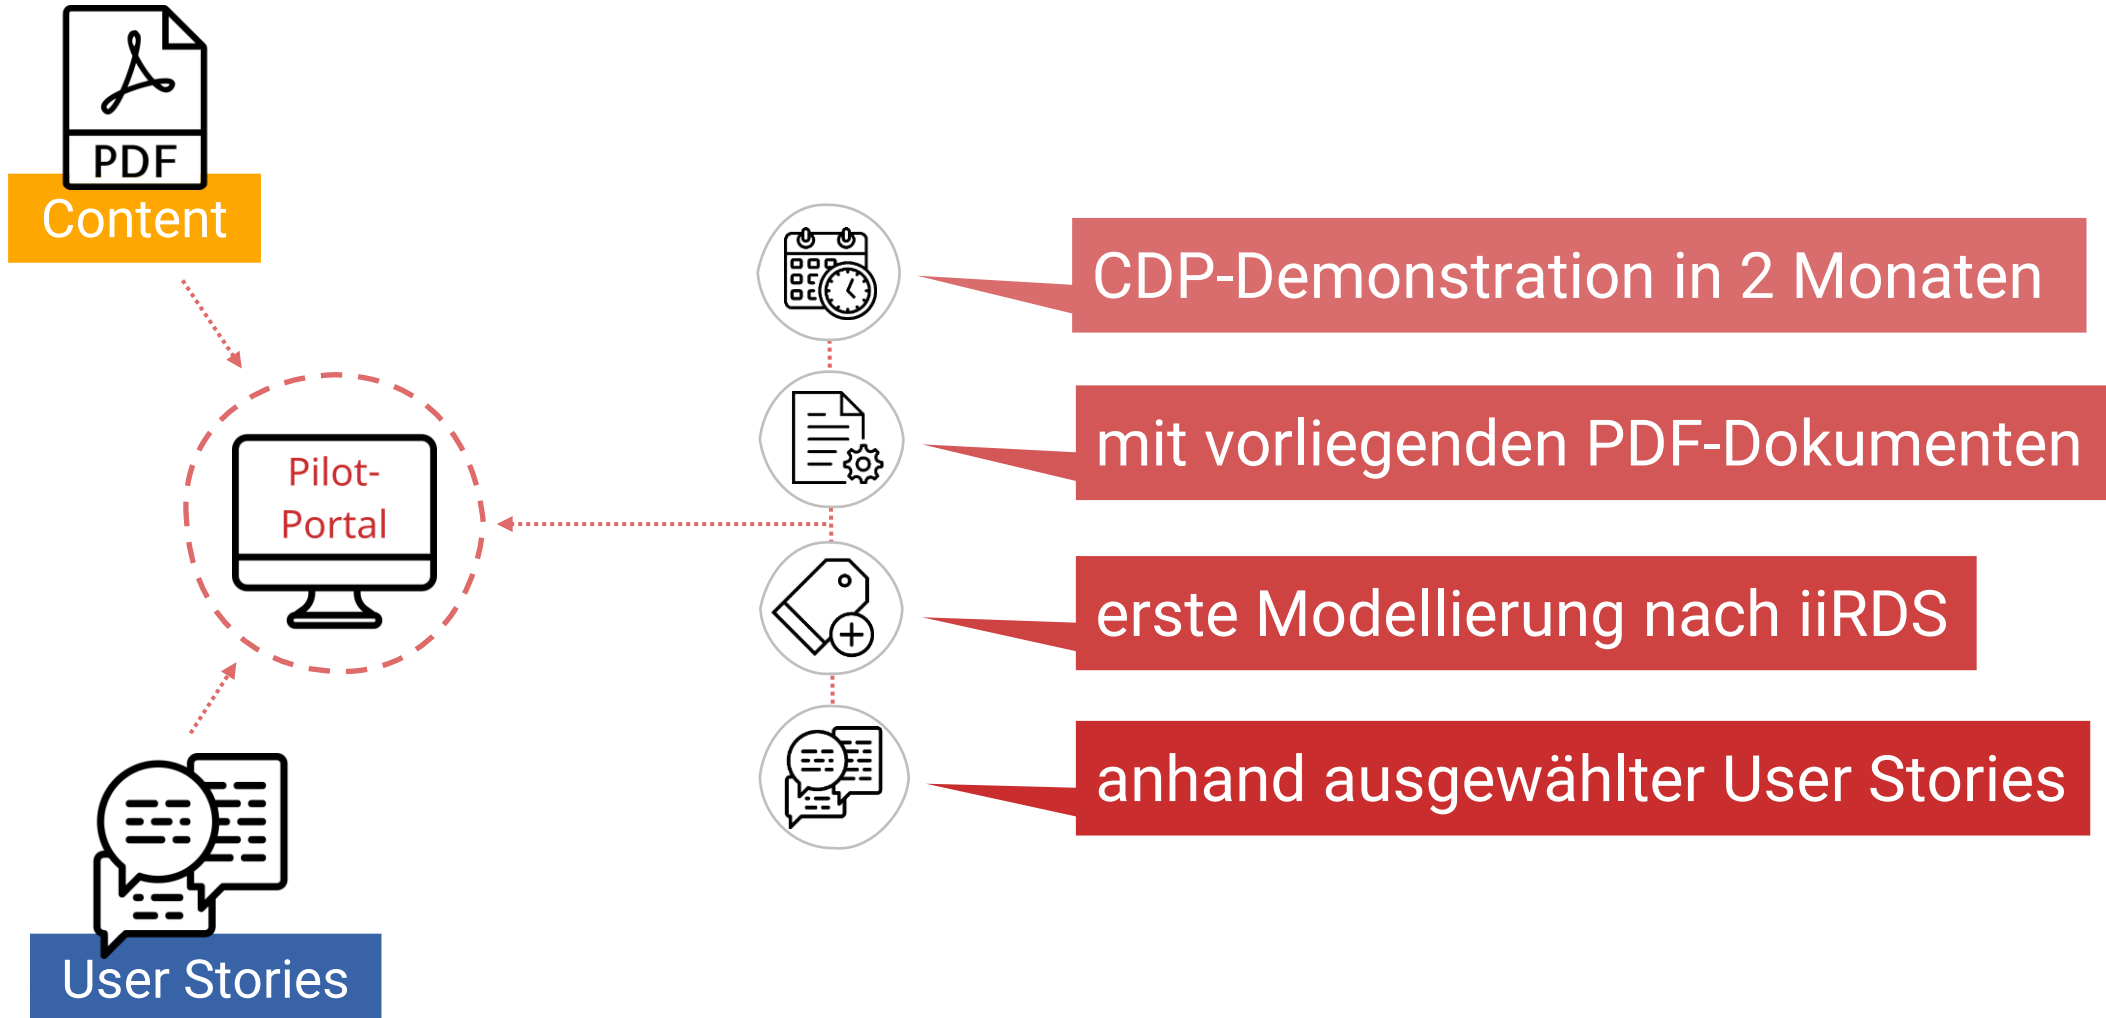 PDF
Content
Pilot-
Portal
User Stories
CDP-Demonstration in 2 Monaten
mit vorliegenden PDF-Dokumenten
erste Modellierung nach iiRDS
anhand ausgewählter User Stories